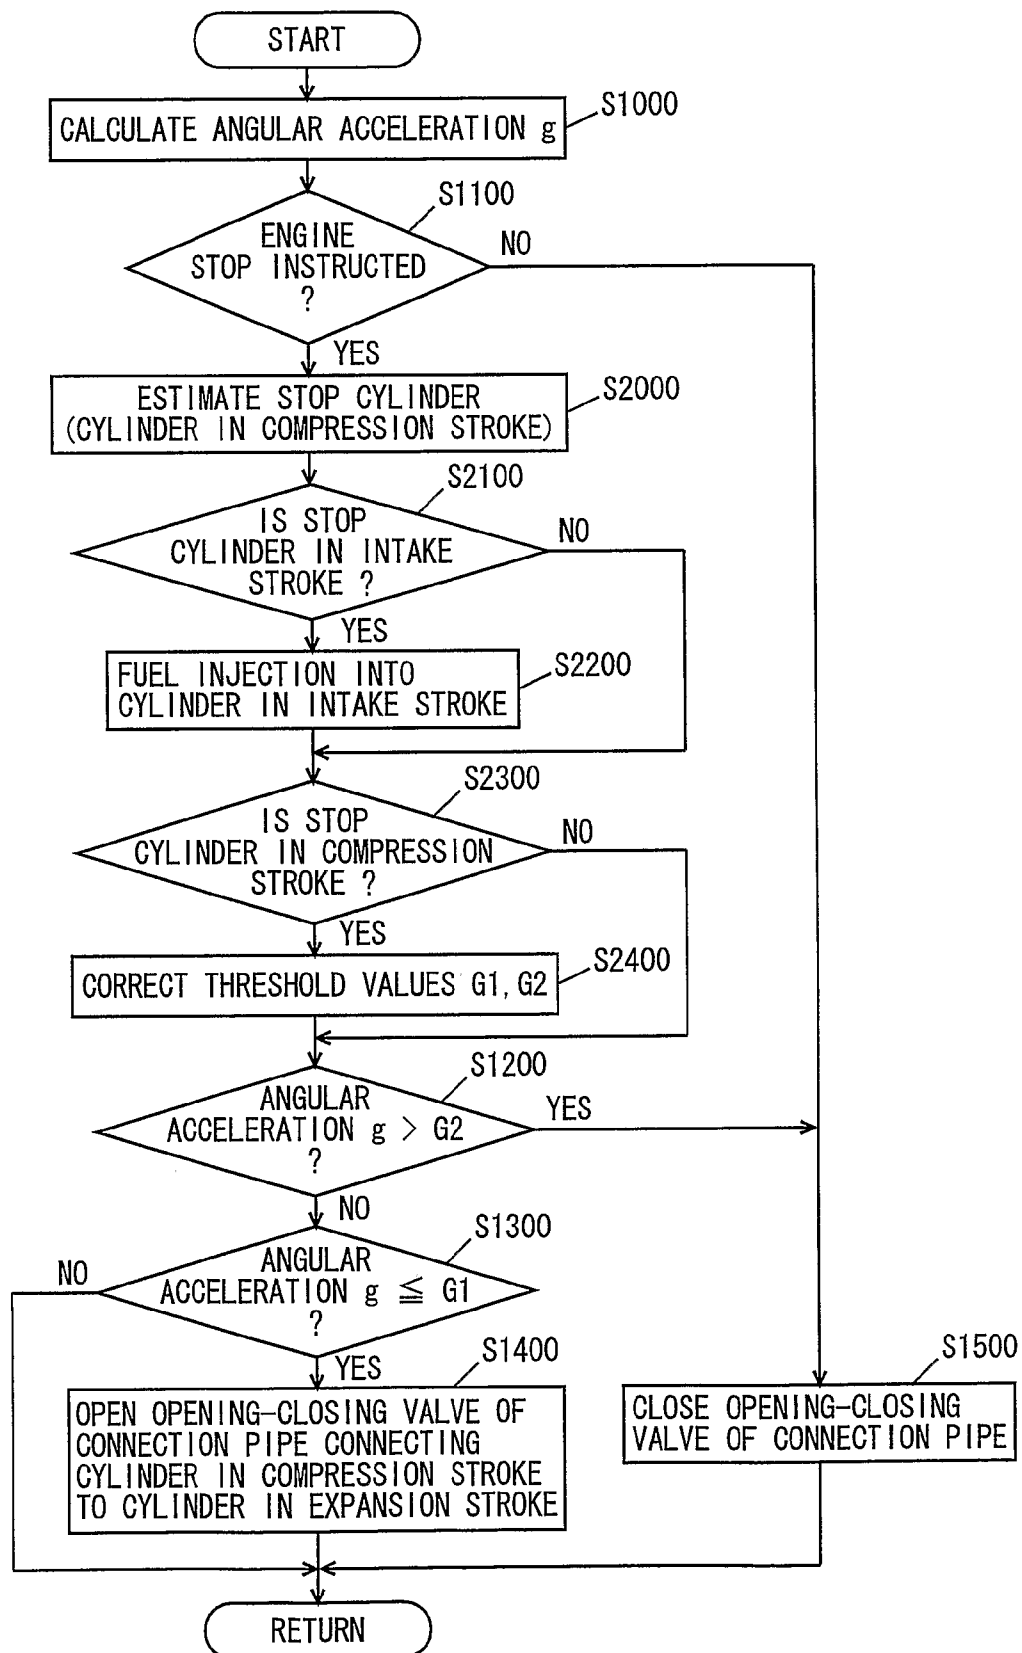 START
S1000
CALCULATE ANGULAR ACCELERATION g
S1100
ENGINE
STOP INSTRUCTED
?
NO
YES
S2000
ESTIMATE STOP CYLINDER
(CYLINDER IN COMPRESSION STROKE)
S2100
IS STOP
CYLINDER IN INTAKE
STROKE ?
NO
YES
S2200
FUEL INJECTION INTO
CYLINDER IN INTAKE STROKE
S2300
IS STOP
CYLINDER IN COMPRESSION
STROKE ?
NO
YES
S2400
CORRECT THRESHOLD VALUES G1, G2
S1200
ANGULAR
ACCELERATION g > G2
?
YES
NO
S1300
ANGULAR
ACCELERATION g ≦ G1
?
NO
YES
S1400
OPEN OPENING-CLOSING VALVE OF
CONNECTION PIPE CONNECTING
CYLINDER IN COMPRESSION STROKE
TO CYLINDER IN EXPANSION STROKE
S1500
CLOSE OPENING-CLOSING
VALVE OF CONNECTION PIPE
RETURN